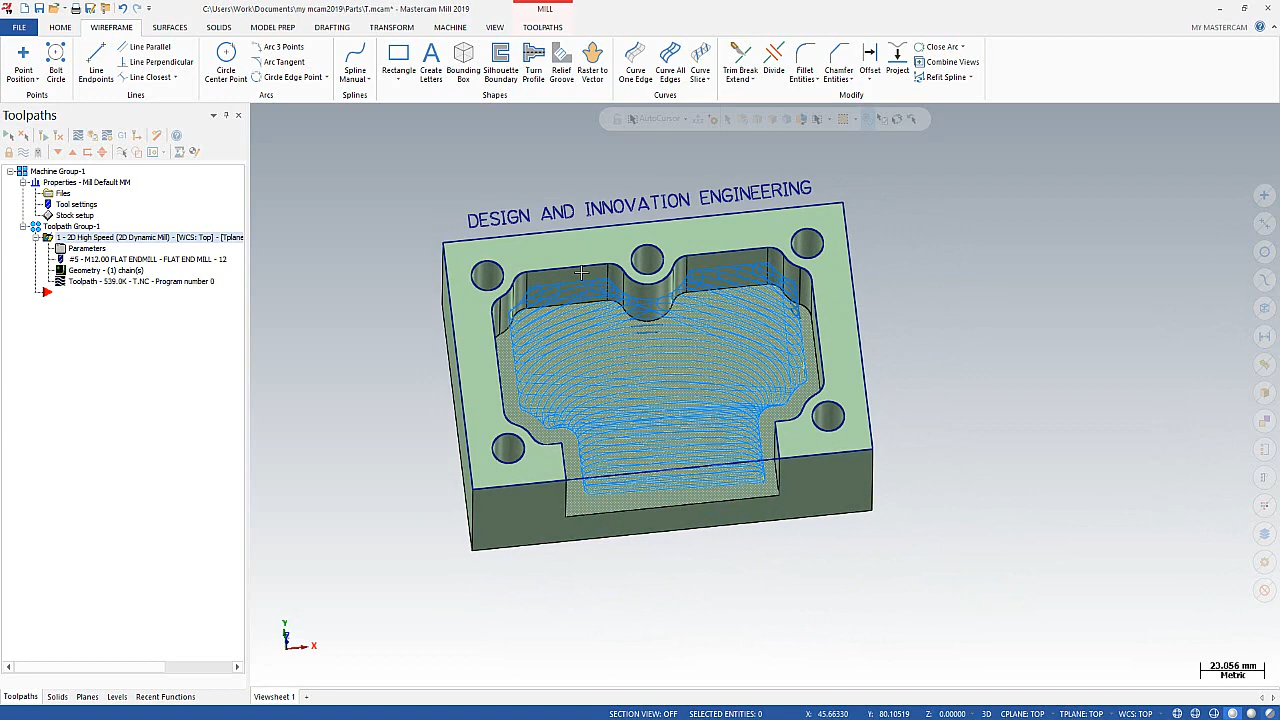 C:\Users\Work\Documents\my mcam2019\Parts\T.mcam* - Mastercam Mill 2019
MILL
FILE HOME WIREFRAME SURFACES SOLIDS MODEL PREP DRAFTING TRANSFORM MACHINE VIEW TOOLPATHS MY MASTERCAM
Point Position
Bolt Circle
Points
Line Endpoints
Line Parallel
Line Perpendicular
Line Closest
Lines
Circle Center Point
Arc 3 Points
Arc Tangent
Circle Edge Point
Arcs
Spline Manual
Splines
Rectangle
Create Letters
Bounding Box
Silhouette Boundary
Turn Profile
Relief Groove
Raster to Vector
Shapes
Curve One Edge
Curve All Edges
Curve Slice
Curves
Trim Break Extend
Divide
Fillet Entities
Chamfer Entities
Offset
Project
Close Arc
Combine Views
Refit Spline
Modify
Toolpaths
AutoCursor
G1
Machine Group-1
Properties - Mill Default MM
Files
Tool settings
Stock setup
Toolpath Group-1
1 - 2D High Speed (2D Dynamic Mill) - [WCS: Top] - [Tplane
Parameters
#5 - M12.00 FLAT ENDMILL - FLAT END MILL - 12
Geometry - (1) chain(s)
Toolpath - 539.0K - T.NC - Program number 0
DESIGN AND INNOVATION ENGINEERING
Y
X
23.056 mm
Metric
Toolpaths Solids Planes Levels Recent Functions
Viewsheet 1 +
SECTION VIEW: OFF SELECTED ENTITIES: 0 X: 45.66330 Y: 80.10519 Z: 0.00000 3D CPLANE: TOP TPLANE: TOP WCS: TOP